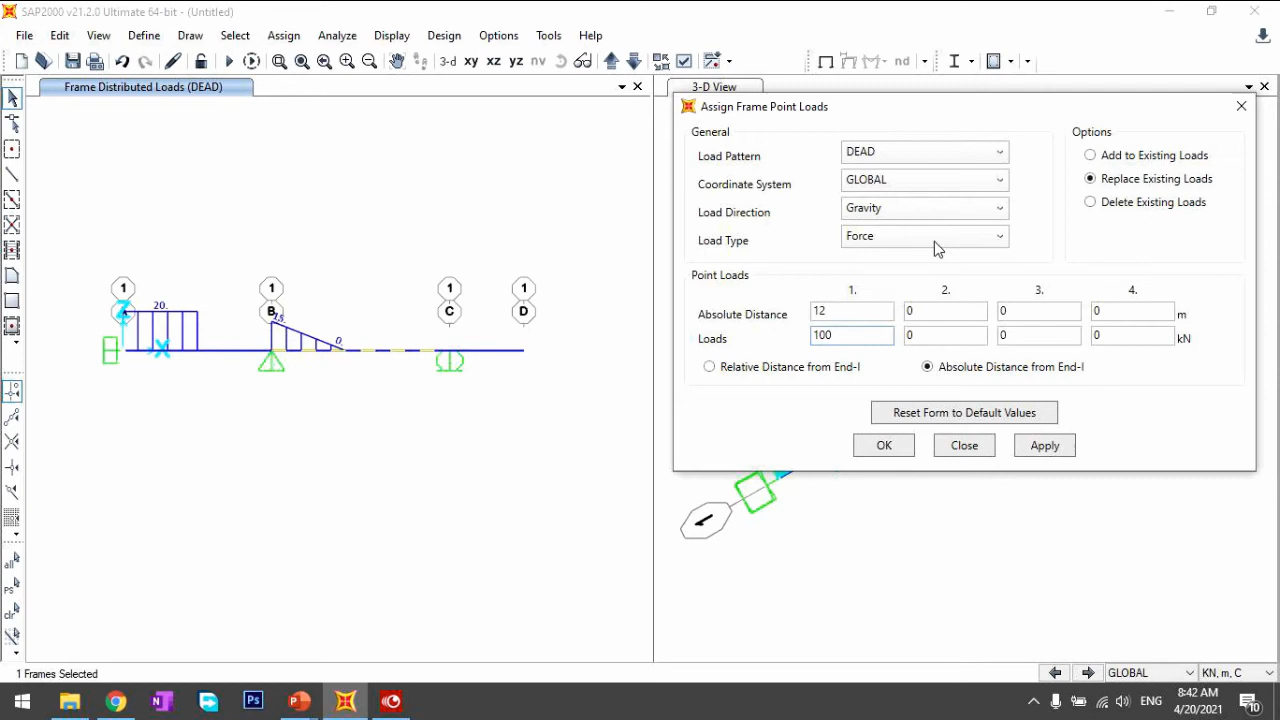 SAP2000 v21.2.0 Ultimate 64-bit - (Untitled)
File Edit View Define Draw Select Assign Analyze Display Design Options Tools Help
3-d xy xz yz nv nd
Frame Distributed Loads (DEAD)
3-D View
Assign Frame Point Loads
General
Load Pattern DEAD
Coordinate System GLOBAL
Load Direction Gravity
Load Type Force
Options
Add to Existing Loads
Replace Existing Loads
Delete Existing Loads
Point Loads
1. 2. 3. 4.
Absolute Distance 12 0 0 0 m
Loads 100 0 0 0 kN
Relative Distance from End-I Absolute Distance from End-I
Reset Form to Default Values
OK Close Apply
1 1 1 1
Z 20. B 15. C D
0.
X
1
all
ps
clr
1 Frames Selected
GLOBAL KN, m, C
Ps
N
P
ENG
8:42 AM
4/20/2021
10